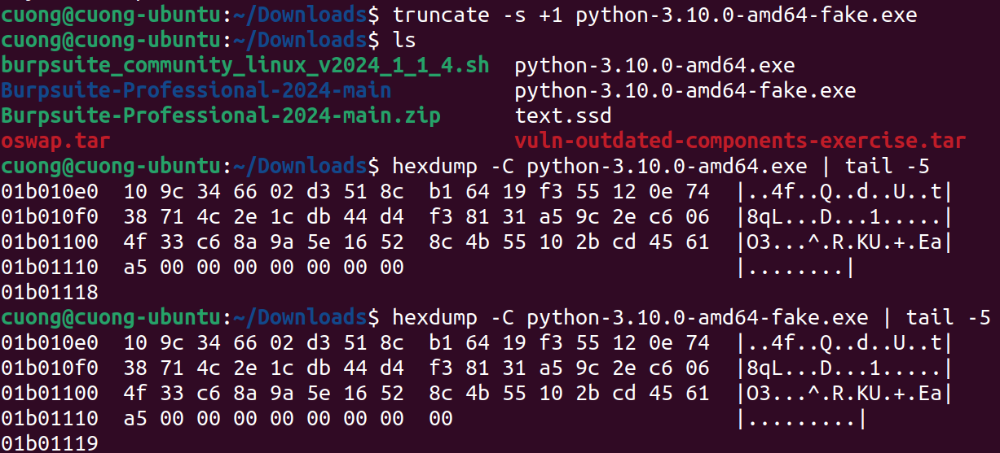 cuong@cuong-ubuntu:~/Downloads$ truncate -s +1 python-3.10.0-amd64-fake.exe
cuong@cuong-ubuntu:~/Downloads$ ls
burpsuite_community_linux_v2024_1_1_4.sh  python-3.10.0-amd64.exe
Burpsuite-Professional-2024-main          python-3.10.0-amd64-fake.exe
Burpsuite-Professional-2024-main.zip      text.ssd
oswap.tar                                 vuln-outdated-components-exercise.tar
cuong@cuong-ubuntu:~/Downloads$ hexdump -C python-3.10.0-amd64.exe | tail -5
01b010e0  10 9c 34 66 02 d3 51 8c  b1 64 19 f3 55 12 0e 74  |..4f..Q..d..U..t|
01b010f0  38 71 4c 2e 1c db 44 d4  f3 81 31 a5 9c 2e c6 06  |8qL...D...1.....|
01b01100  4f 33 c6 8a 9a 5e 16 52  8c 4b 55 10 2b cd 45 61  |O3...^.R.KU.+.Ea|
01b01110  a5 00 00 00 00 00 00 00                           |........|
01b01118
cuong@cuong-ubuntu:~/Downloads$ hexdump -C python-3.10.0-amd64-fake.exe | tail -5
01b010e0  10 9c 34 66 02 d3 51 8c  b1 64 19 f3 55 12 0e 74  |..4f..Q..d..U..t|
01b010f0  38 71 4c 2e 1c db 44 d4  f3 81 31 a5 9c 2e c6 06  |8qL...D...1.....|
01b01100  4f 33 c6 8a 9a 5e 16 52  8c 4b 55 10 2b cd 45 61  |O3...^.R.KU.+.Ea|
01b01110  a5 00 00 00 00 00 00 00  00                       |.........|
01b01119